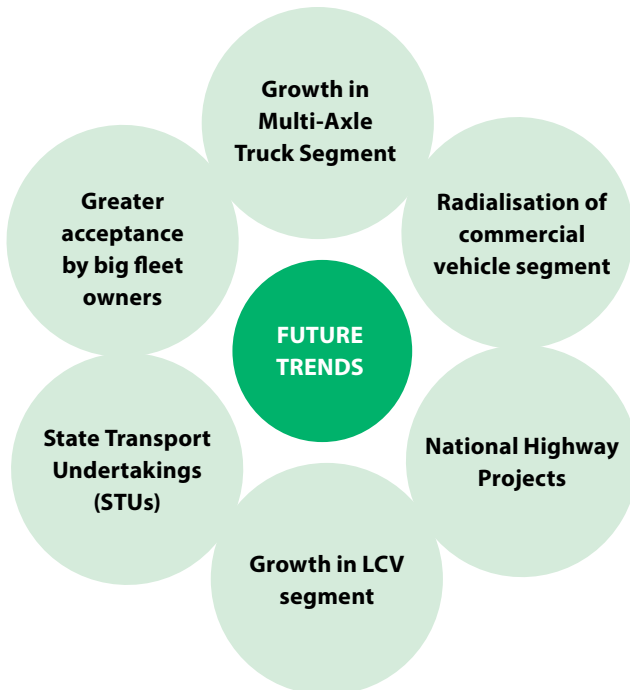 Growth in
Multi-Axle
Truck Segment
Radialisation of
commercial
vehicle segment
National Highway
Projects
Growth in LCV
segment
State Transport
Undertakings
(STUs)
Greater
acceptance
by big fleet
owners
FUTURE
TRENDS